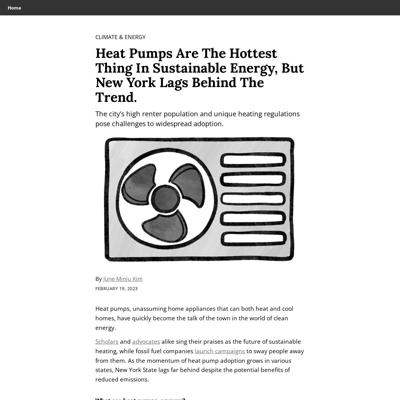 Home
CLIMATE & ENERGY
Heat Pumps Are The Hottest
Thing In Sustainable Energy, But
New York Lags Behind The
Trend.
The city's high renter population and unique heating regulations
pose challenges to widespread adoption.
By June Minju Kim
FEBRUARY 19, 2023
Heat pumps, unassuming home appliances that can both heat and cool
homes, have quickly become the talk of the town in the world of clean
energy.
Scholars and advocates alike sing their praises as the future of sustainable
heating, while fossil fuel companies launch campaigns to sway people away
from them. As the momentum of heat pump adoption grows in various
states, New York State lags far behind despite the potential benefits of
reduced emissions.